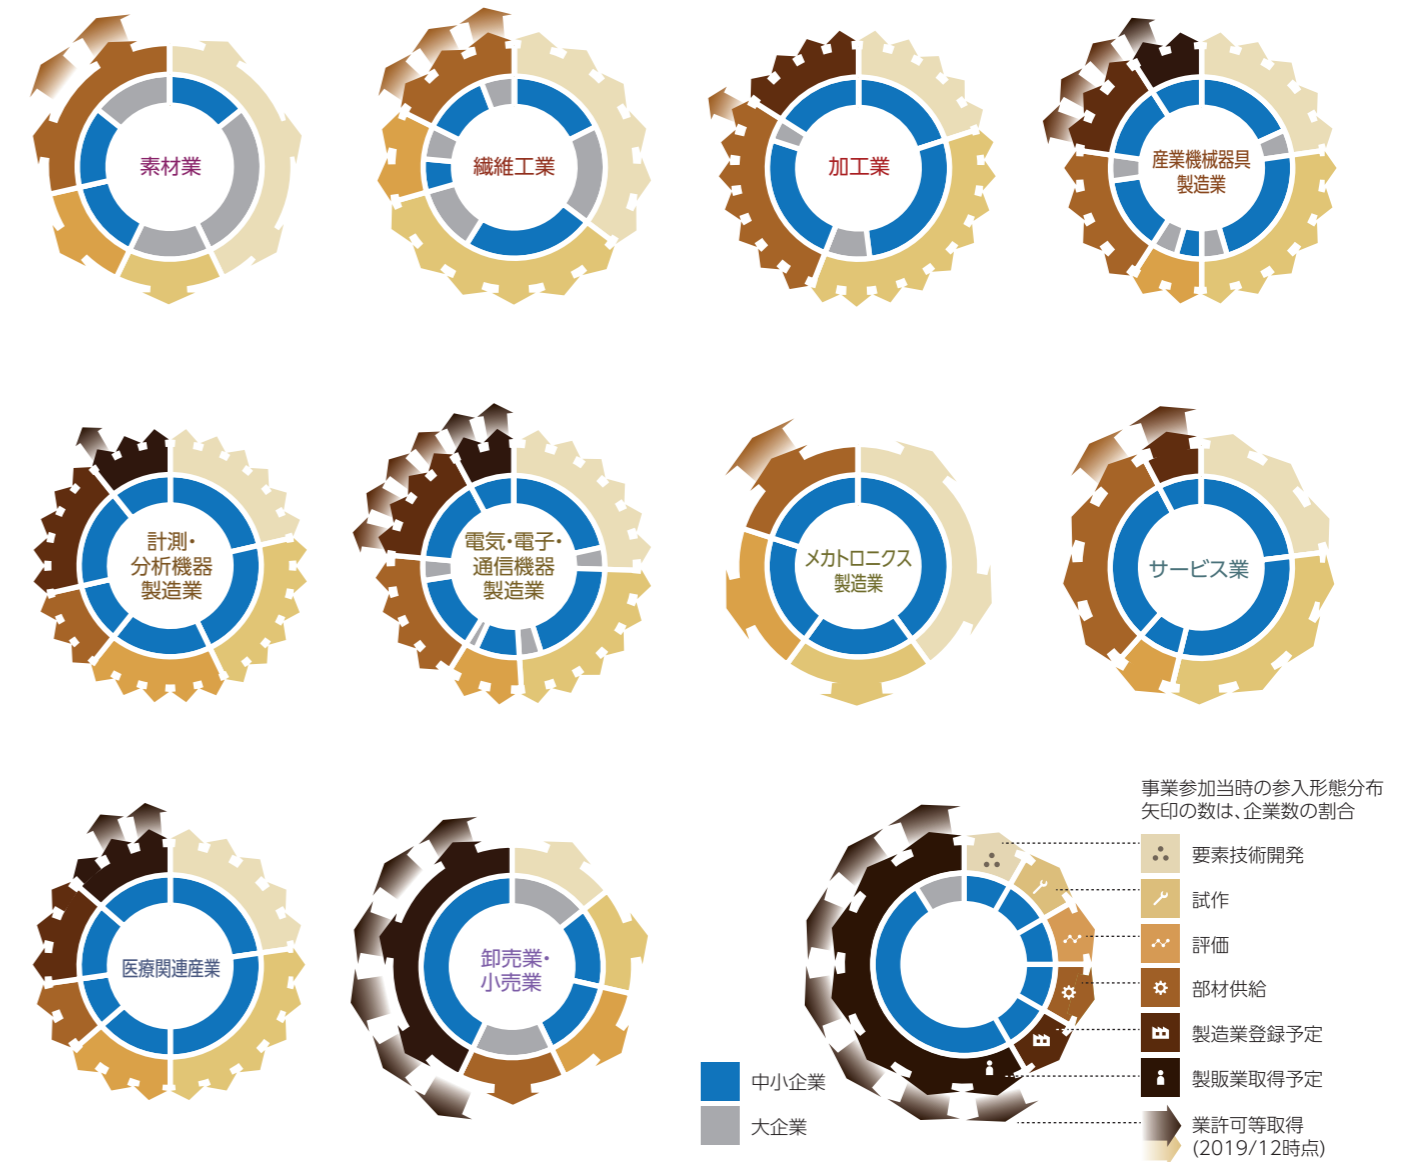 素材業
繊維工業
加工業
産業機械器具
製造業
計測・
分析機器
製造業
電気・電子・
通信機器
製造業
メカトロニクス
製造業
サービス業
医療関連産業
卸売業・
小売業
事業参加当時の参入形態分布
矢印の数は、企業数の割合
要素技術開発
試作
評価
部材供給
製造業登録予定
製販業取得予定
業許可等取得
(2019/12時点)
中小企業
大企業